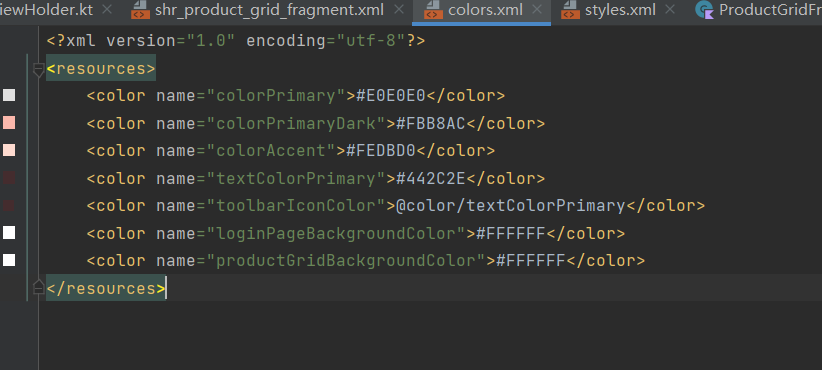 iewHolder.kt shr_product_grid_fragment.xml colors.xml styles.xml ProductGridFr
<?xml version="1.0" encoding="utf-8"?>
<resources>
    <color name="colorPrimary">#E0E0E0</color>
    <color name="colorPrimaryDark">#FBB8AC</color>
    <color name="colorAccent">#FEDBD0</color>
    <color name="textColorPrimary">#442C2E</color>
    <color name="toolbarIconColor">@color/textColorPrimary</color>
    <color name="loginPageBackgroundColor">#FFFFFF</color>
    <color name="productGridBackgroundColor">#FFFFFF</color>
</resources>